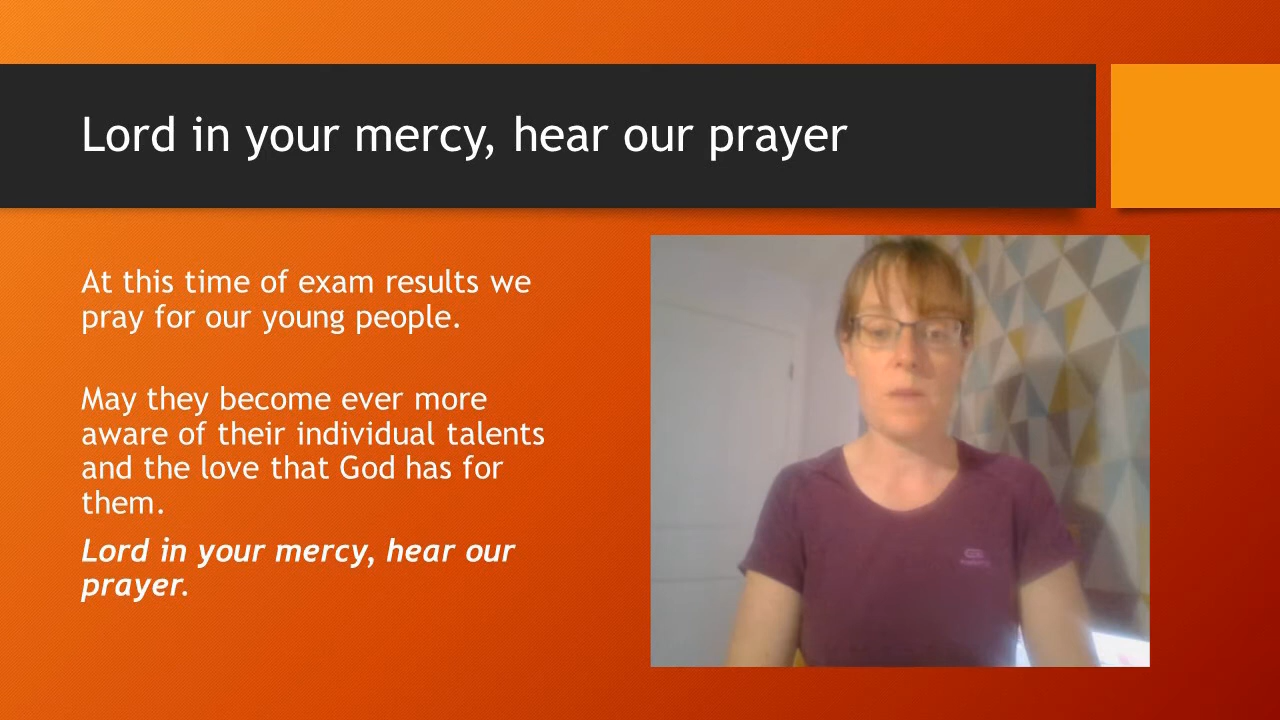 Lord in your mercy, hear our prayer
At this time of exam results we
pray for our young people.
May they become ever more
aware of their individual talents
and the love that God has for
them.
Lord in your mercy, hear our
prayer.